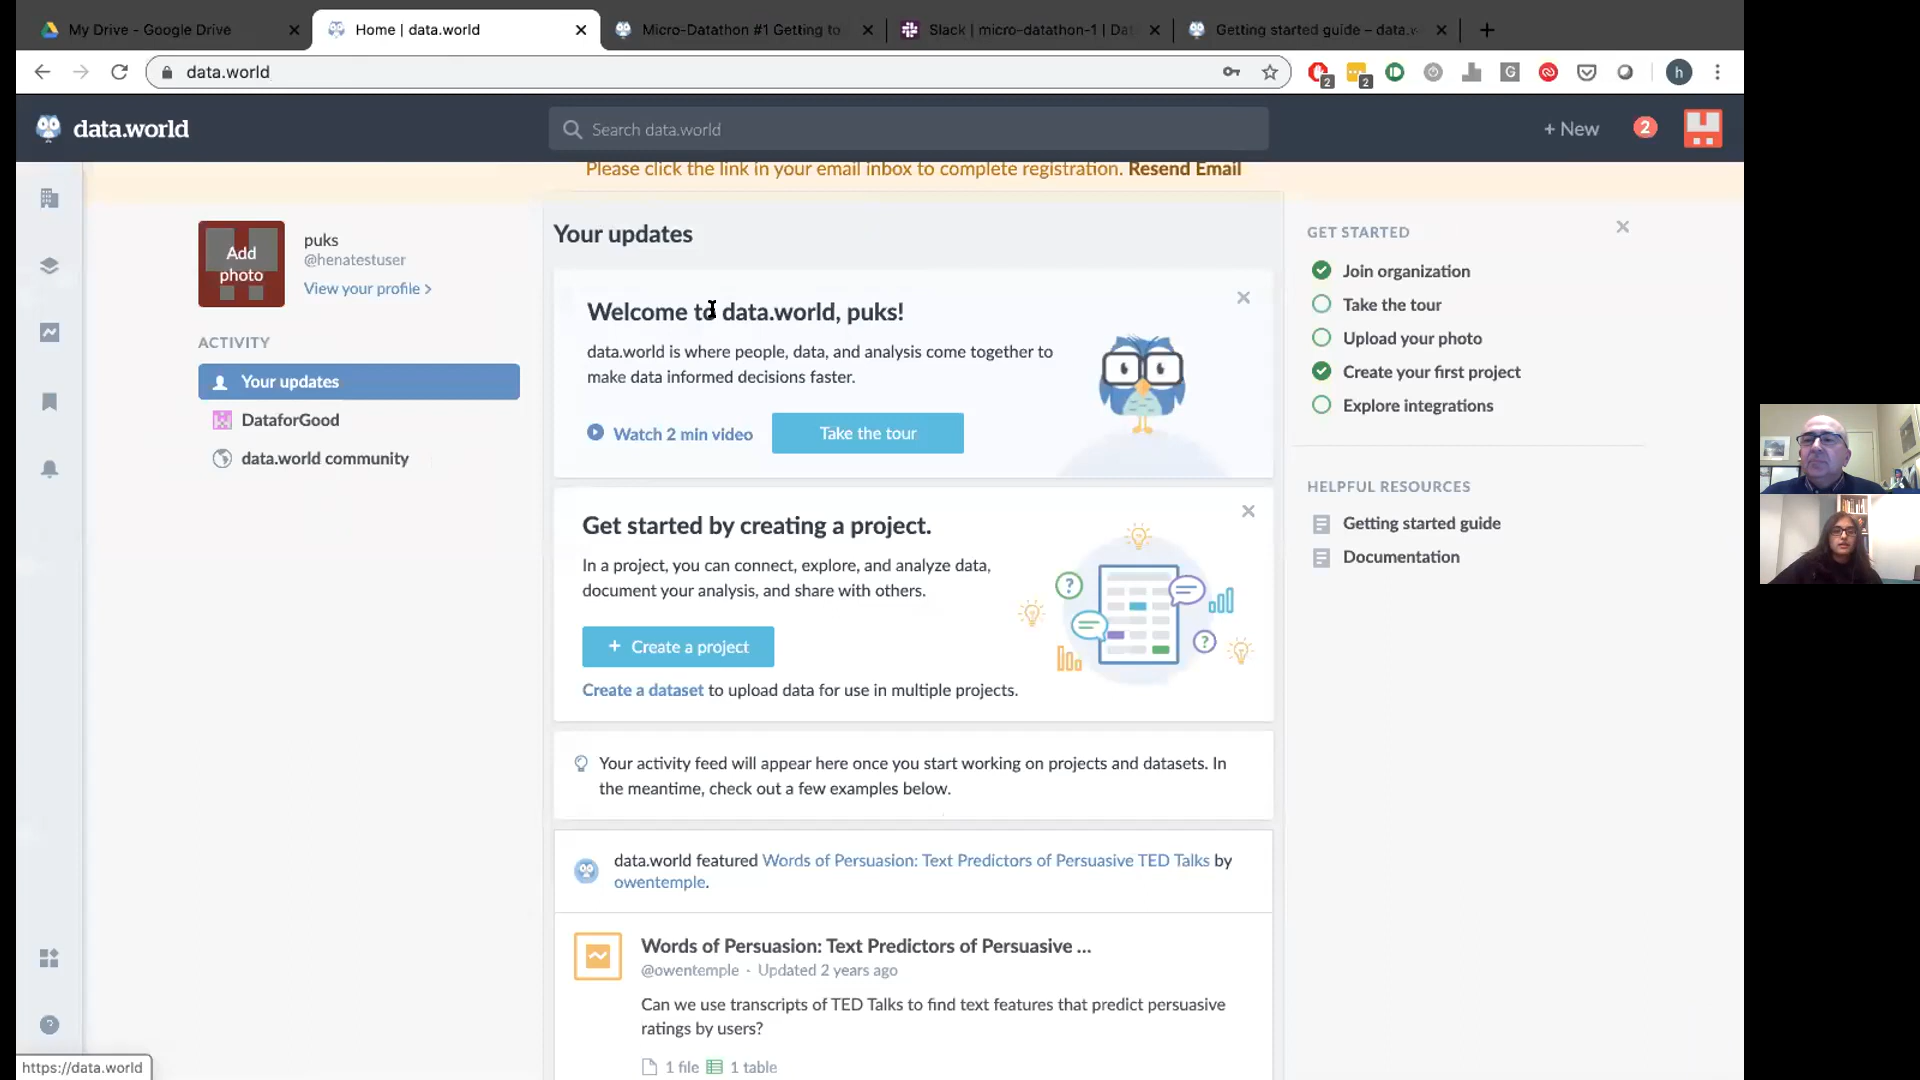 My Drive - Google Drive
Home | data.world
Micro-Datathon #1 Getting to
Slack | micro-datathon-1 | Dat
Getting started guide – data.w
data.world
2
2
h
data.world
Search data.world
+ New
2
Please click the link in your email inbox to complete registration. Resend Email
Add
photo
puks
@henatestuser
View your profile >
ACTIVITY
Your updates
DataforGood
data.world community
Your updates
Welcome to data.world, puks!
data.world is where people, data, and analysis come together to
make data informed decisions faster.
Watch 2 min video
Take the tour
Get started by creating a project.
In a project, you can connect, explore, and analyze data,
document your analysis, and share with others.
+ Create a project
Create a dataset to upload data for use in multiple projects.
Your activity feed will appear here once you start working on projects and datasets. In
the meantime, check out a few examples below.
data.world featured Words of Persuasion: Text Predictors of Persuasive TED Talks by
owentemple.
Words of Persuasion: Text Predictors of Persuasive ...
@owentemple · Updated 2 years ago
Can we use transcripts of TED Talks to find text features that predict persuasive
ratings by users?
1 file 1 table
GET STARTED
Join organization
Take the tour
Upload your photo
Create your first project
Explore integrations
HELPFUL RESOURCES
Getting started guide
Documentation
https://data.world